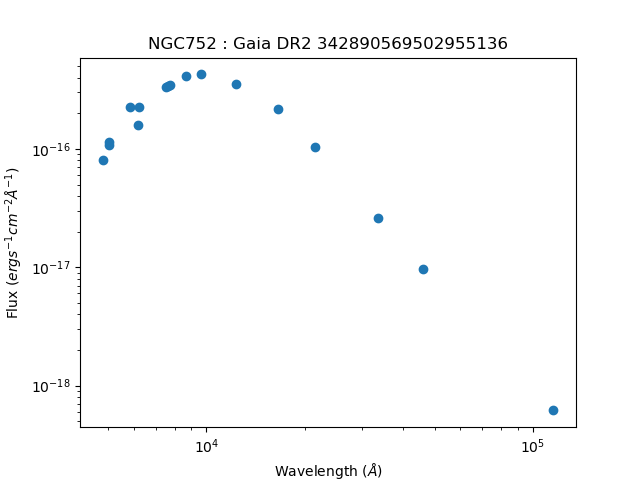 NGC752 : Gaia DR2 342890569502955136
Flux (ergs⁻¹cm⁻²Å⁻¹)
10⁻¹⁶
10⁻¹⁷
10⁻¹⁸
10⁴
10⁵
Wavelength (Å)